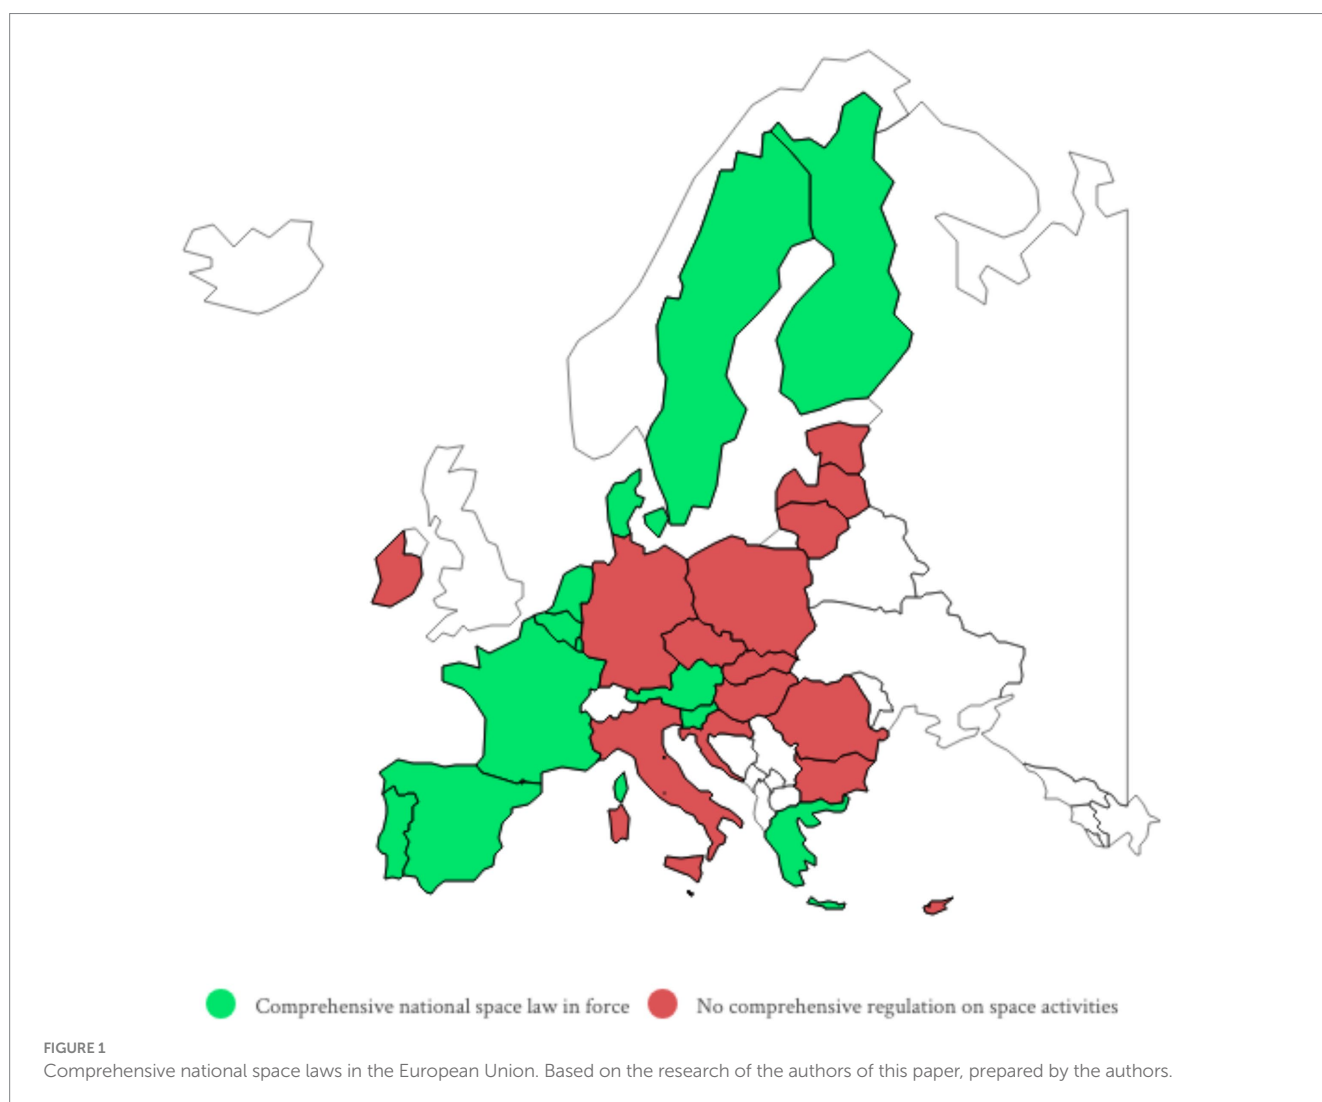 Comprehensive national space law in force No comprehensive regulation on space activities
FIGURE 1
Comprehensive national space laws in the European Union. Based on the research of the authors of this paper, prepared by the authors.